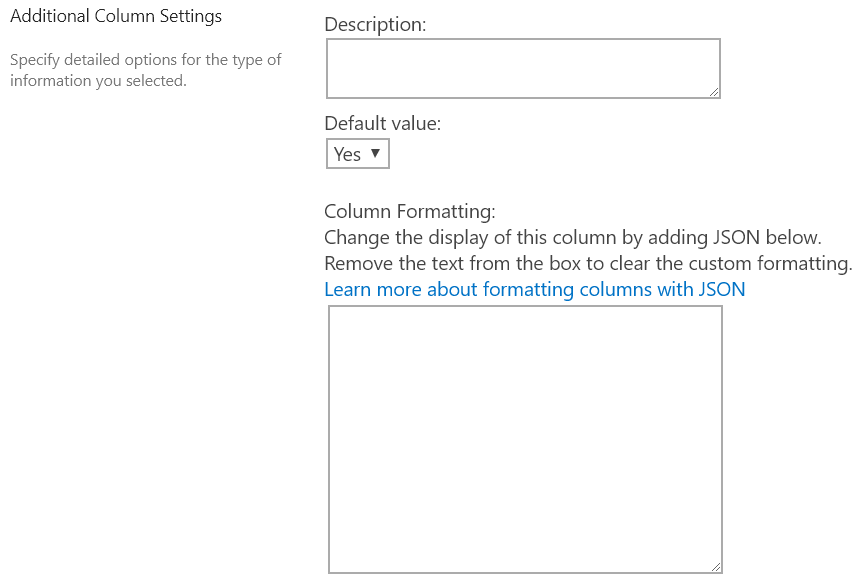 Additional Column Settings
Specify detailed options for the type of
information you selected.
Description:
Default value:
Yes
Column Formatting:
Change the display of this column by adding JSON below.
Remove the text from the box to clear the custom formatting.
Learn more about formatting columns with JSON